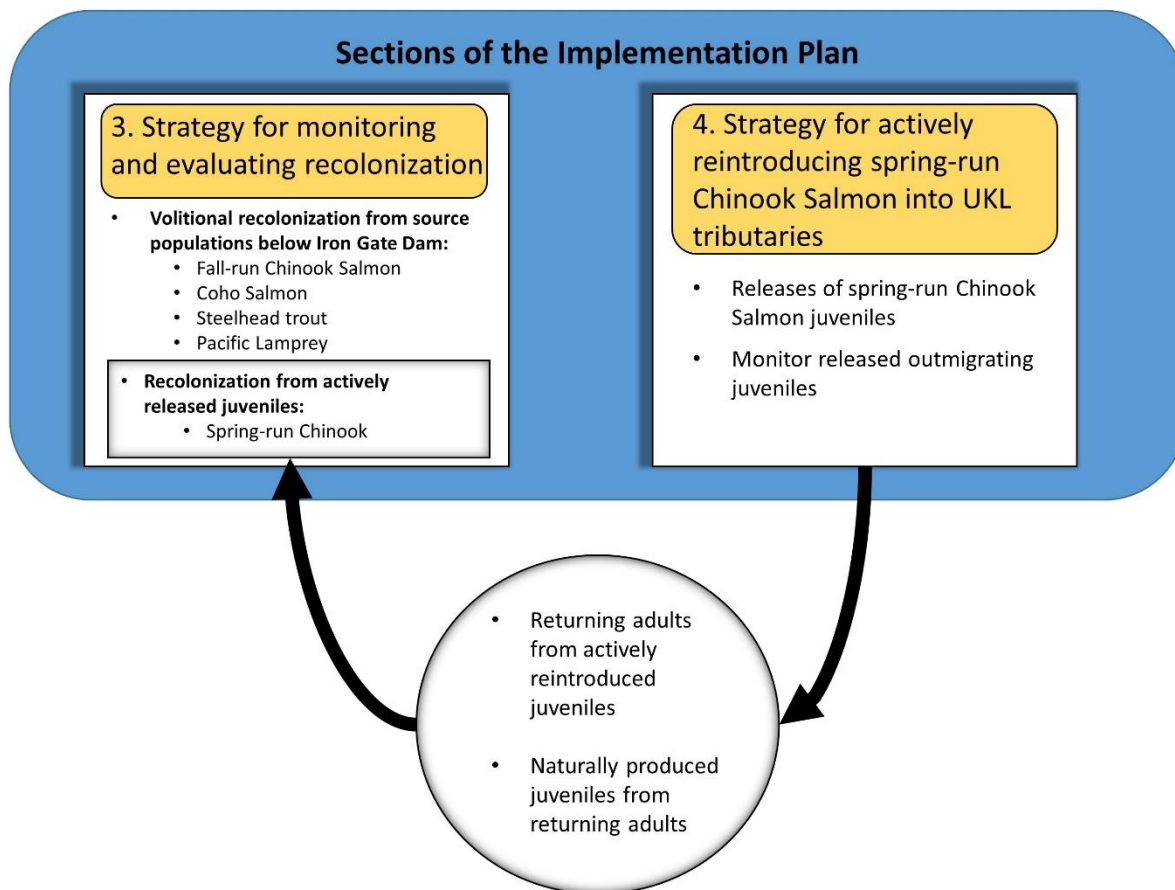 Sections of the Implementation Plan
3. Strategy for monitoring
and evaluating recolonization
• Volitional recolonization from source
populations below Iron Gate Dam:
• Fall-run Chinook Salmon
• Coho Salmon
• Steelhead trout
• Pacific Lamprey
• Recolonization from actively
released juveniles:
• Spring-run Chinook
4. Strategy for actively
reintroducing spring-run
Chinook Salmon into UKL
tributaries
• Releases of spring-run Chinook
Salmon juveniles
• Monitor released outmigrating
juveniles
• Returning adults
from actively
reintroduced
juveniles
• Naturally produced
juveniles from
returning adults